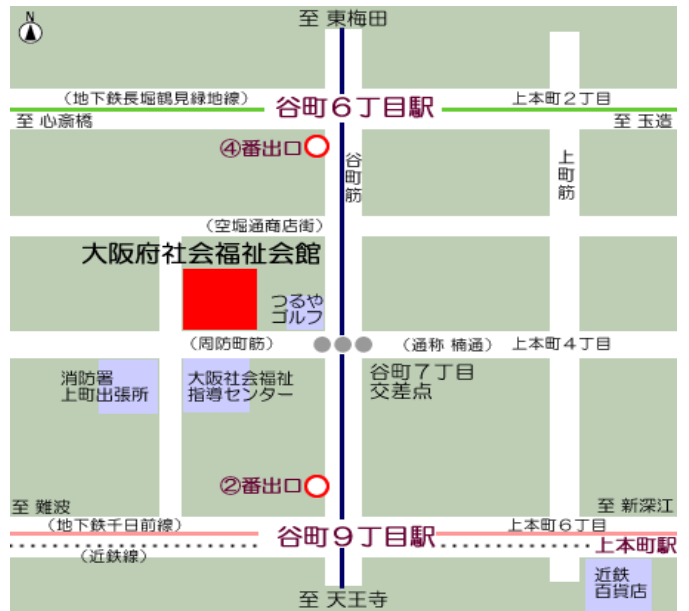 N
至 東梅田
（地下鉄長堀鶴見緑地線）
谷町6丁目駅
上本町2丁目
至 心斎橋
至 玉造
④番出口
谷町筋
上町筋
（空堀通商店街）
大阪府社会福祉会館
つるや
ゴルフ
（周防町筋）
（通称 楠通）
上本町4丁目
消防署
上町出張所
大阪社会福祉
指導センター
谷町7丁目
交差点
②番出口
至 難波
至 新深江
（地下鉄千日前線）
谷町9丁目駅
上本町6丁目
（近鉄線）
上本町駅
近鉄
百貨店
至 天王寺